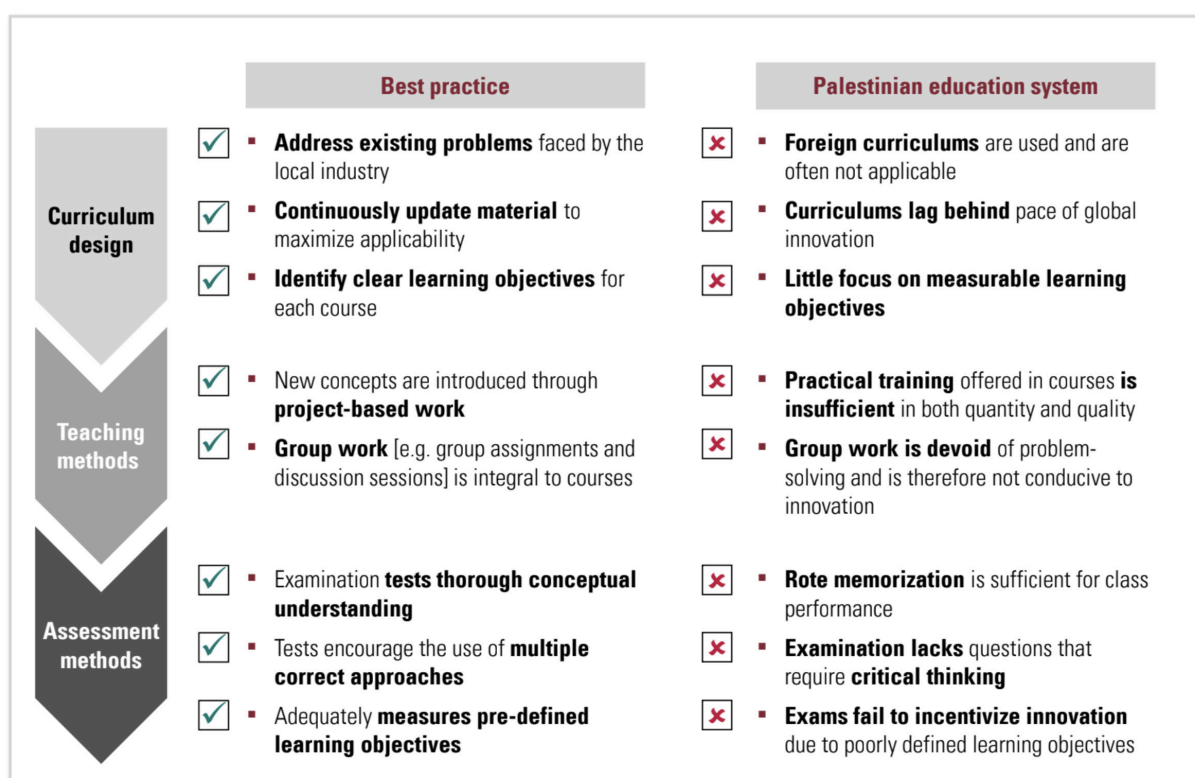 Best practice
Palestinian education system
Curriculum
design
▪ Address existing problems faced by the
local industry
▪ Foreign curriculums are used and are
often not applicable
▪ Continuously update material to
maximize applicability
▪ Curriculums lag behind pace of global
innovation
▪ Identify clear learning objectives for
each course
▪ Little focus on measurable learning
objectives
Teaching
methods
▪ New concepts are introduced through
project-based work
▪ Practical training offered in courses is
insufficient in both quantity and quality
▪ Group work [e.g. group assignments and
discussion sessions] is integral to courses
▪ Group work is devoid of problem-
solving and is therefore not conducive to
innovation
Assessment
methods
▪ Examination tests thorough conceptual
understanding
▪ Rote memorization is sufficient for class
performance
▪ Tests encourage the use of multiple
correct approaches
▪ Examination lacks questions that
require critical thinking
▪ Adequately measures pre-defined
learning objectives
▪ Exams fail to incentivize innovation
due to poorly defined learning objectives